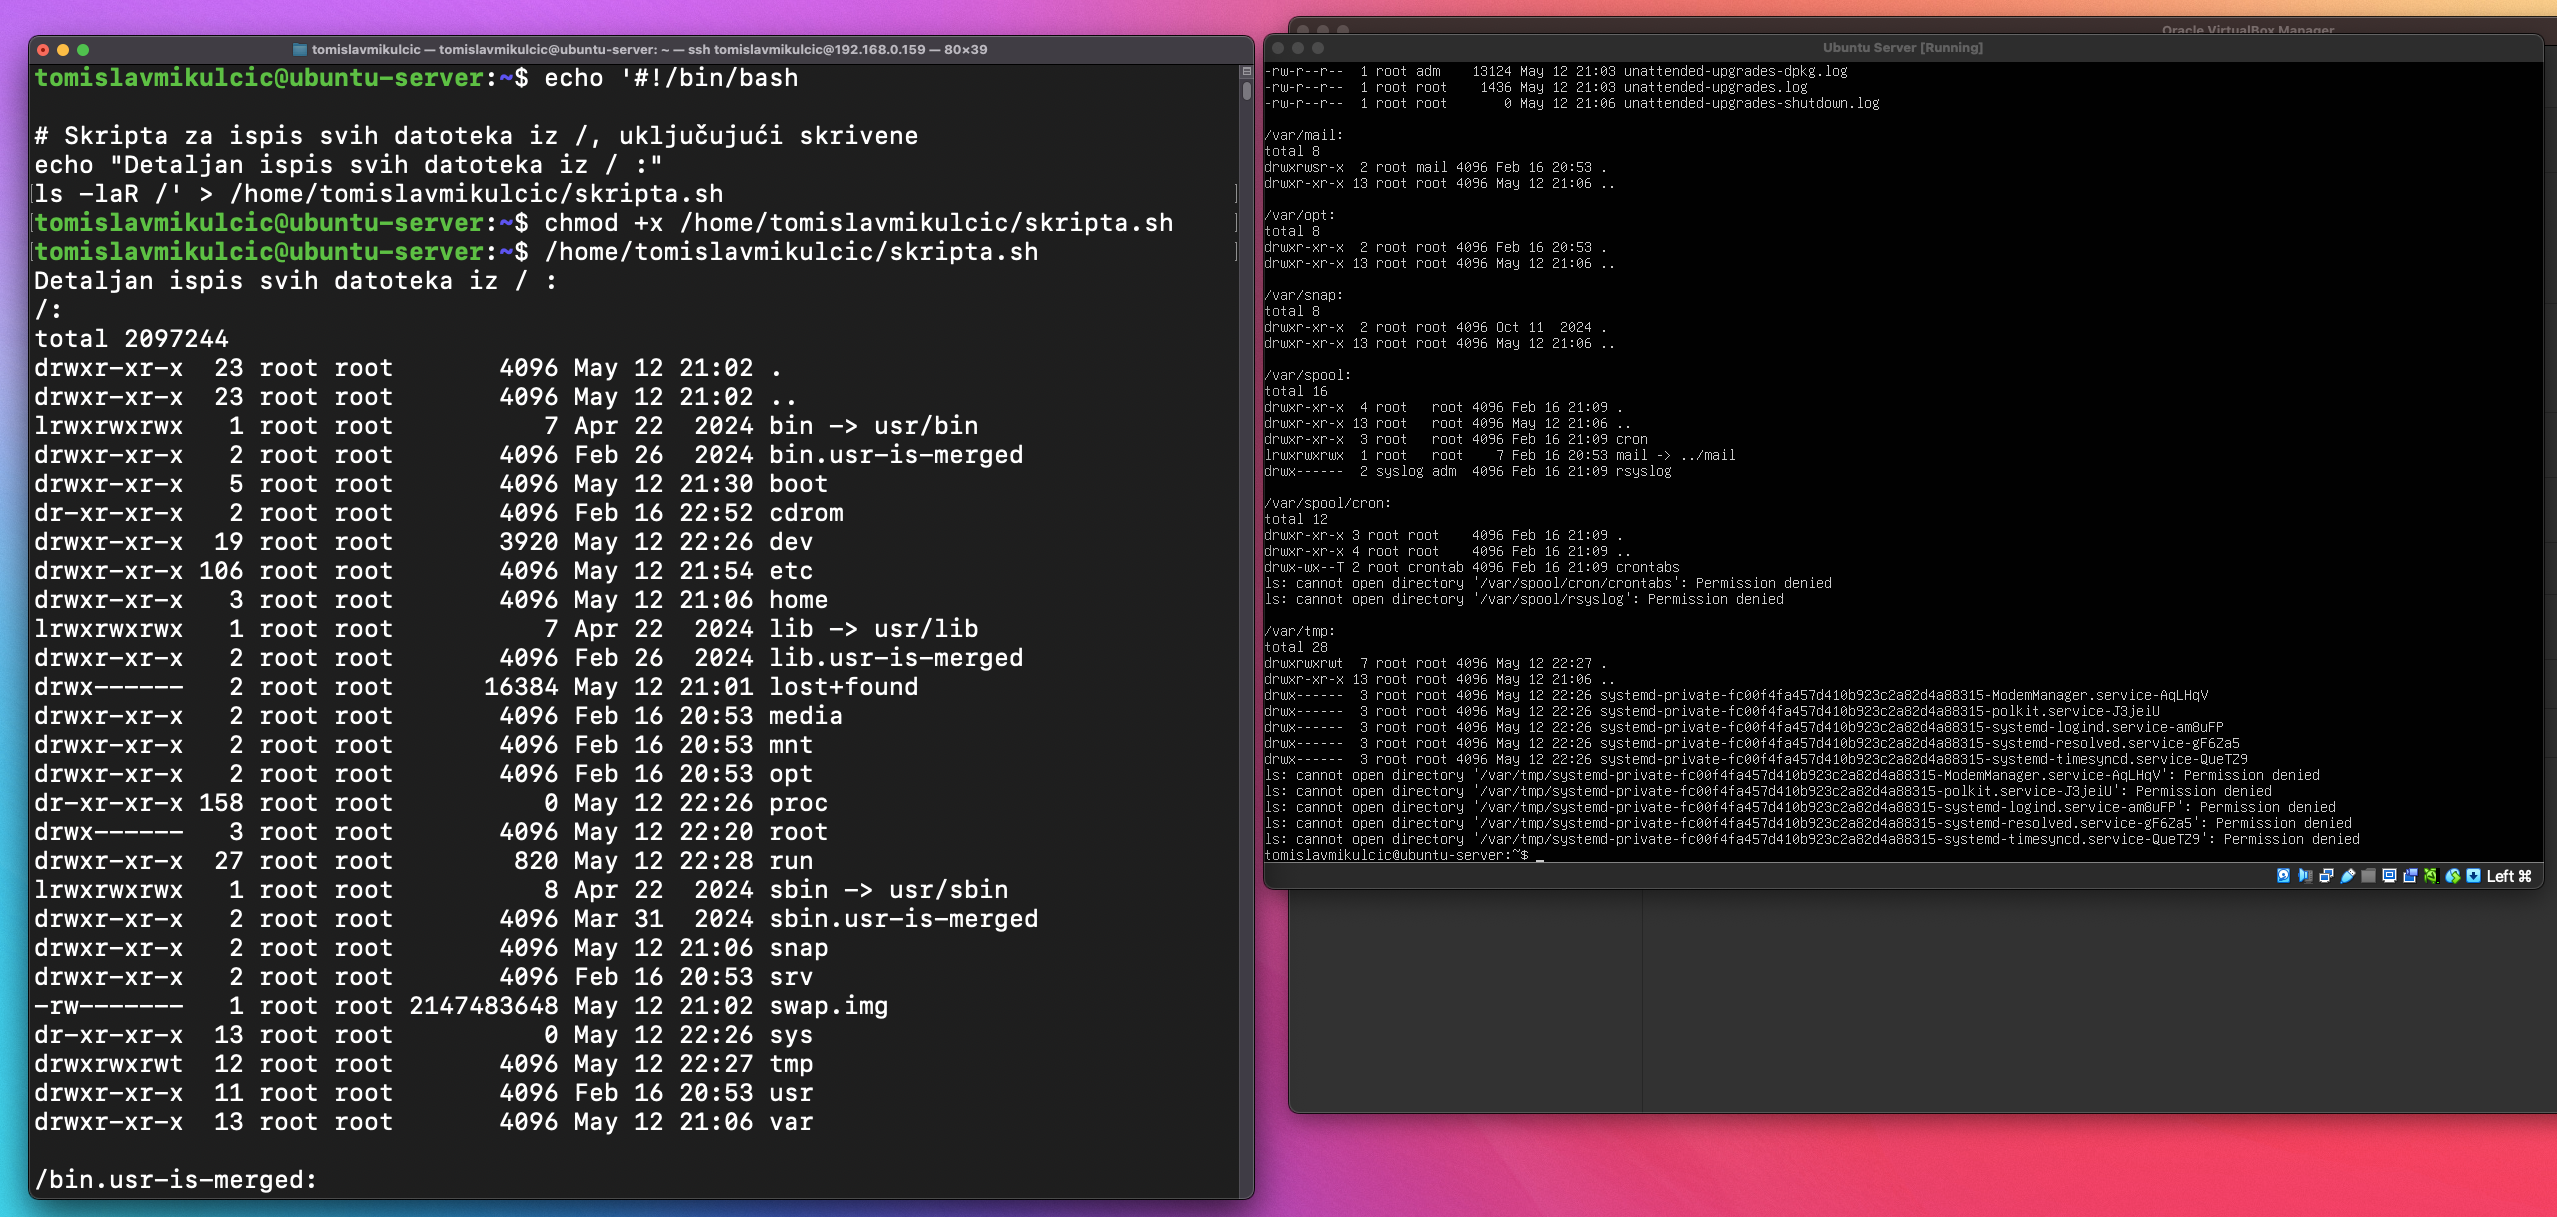 tomislavmikulcic — tomislavmikulcic@ubuntu-server: ~ — ssh tomislavmikulcic@192.168.0.159 — 80×39
tomislavmikulcic@ubuntu-server:~$ echo '#!/bin/bash
# Skripta za ispis svih datoteka iz /, uključujući skrivene
echo "Detaljan ispis svih datoteka iz / :"
ls -laR /' > /home/tomislavmikulcic/skripta.sh
tomislavmikulcic@ubuntu-server:~$ chmod +x /home/tomislavmikulcic/skripta.sh
tomislavmikulcic@ubuntu-server:~$ /home/tomislavmikulcic/skripta.sh
Detaljan ispis svih datoteka iz / :
/:
total 2097244
drwxr-xr-x  23 root root       4096 May 12 21:02 .
drwxr-xr-x  23 root root       4096 May 12 21:02 ..
lrwxrwxrwx   1 root root          7 Apr 22  2024 bin -> usr/bin
drwxr-xr-x   2 root root       4096 Feb 26  2024 bin.usr-is-merged
drwxr-xr-x   5 root root       4096 May 12 21:30 boot
dr-xr-xr-x   2 root root       4096 Feb 16 22:52 cdrom
drwxr-xr-x  19 root root       3920 May 12 22:26 dev
drwxr-xr-x 106 root root       4096 May 12 21:54 etc
drwxr-xr-x   3 root root       4096 May 12 21:06 home
lrwxrwxrwx   1 root root          7 Apr 22  2024 lib -> usr/lib
drwxr-xr-x   2 root root       4096 Feb 26  2024 lib.usr-is-merged
drwx------   2 root root      16384 May 12 21:01 lost+found
drwxr-xr-x   2 root root       4096 Feb 16 20:53 media
drwxr-xr-x   2 root root       4096 Feb 16 20:53 mnt
drwxr-xr-x   2 root root       4096 Feb 16 20:53 opt
dr-xr-xr-x 158 root root          0 May 12 22:26 proc
drwx------   3 root root       4096 May 12 22:20 root
drwxr-xr-x  27 root root        820 May 12 22:28 run
lrwxrwxrwx   1 root root          8 Apr 22  2024 sbin -> usr/sbin
drwxr-xr-x   2 root root       4096 Mar 31  2024 sbin.usr-is-merged
drwxr-xr-x   2 root root       4096 May 12 21:06 snap
drwxr-xr-x   2 root root       4096 Feb 16 20:53 srv
-rw-------   1 root root 2147483648 May 12 21:02 swap.img
dr-xr-xr-x  13 root root          0 May 12 22:26 sys
drwxrwxrwt  12 root root       4096 May 12 22:27 tmp
drwxr-xr-x  11 root root       4096 Feb 16 20:53 usr
drwxr-xr-x  13 root root       4096 May 12 21:06 var
/bin.usr-is-merged:
Oracle VirtualBox Manager
Ubuntu Server [Running]
-rw-r--r--  1 root adm    13124 May 12 21:03 unattended-upgrades-dpkg.log
-rw-r--r--  1 root root    1436 May 12 21:03 unattended-upgrades.log
-rw-r--r--  1 root root       0 May 12 21:06 unattended-upgrades-shutdown.log
/var/mail:
total 8
drwxrwsr-x  2 root mail 4096 Feb 16 20:53 .
drwxr-xr-x 13 root root 4096 May 12 21:06 ..
/var/opt:
total 8
drwxr-xr-x  2 root root 4096 Feb 16 20:53 .
drwxr-xr-x 13 root root 4096 May 12 21:06 ..
/var/snap:
total 8
drwxr-xr-x  2 root root 4096 Oct 11  2024 .
drwxr-xr-x 13 root root 4096 May 12 21:06 ..
/var/spool:
total 16
drwxr-xr-x  4 root   root 4096 Feb 16 21:09 .
drwxr-xr-x 13 root   root 4096 May 12 21:06 ..
drwxr-xr-x  3 root   root 4096 Feb 16 21:09 cron
lrwxrwxrwx  1 root   root    7 Feb 16 20:53 mail -> ../mail
drwx------  2 syslog adm  4096 Feb 16 21:09 rsyslog
/var/spool/cron:
total 12
drwxr-xr-x 3 root root    4096 Feb 16 21:09 .
drwxr-xr-x 4 root root    4096 Feb 16 21:09 ..
drwx-wx--T 2 root crontab 4096 Feb 16 21:09 crontabs
ls: cannot open directory '/var/spool/cron/crontabs': Permission denied
ls: cannot open directory '/var/spool/rsyslog': Permission denied
/var/tmp:
total 28
drwxrwxrwt  7 root root 4096 May 12 22:27 .
drwxr-xr-x 13 root root 4096 May 12 21:06 ..
drwx------  3 root root 4096 May 12 22:26 systemd-private-fc00f4fa457d410b923c2a82d4a88315-ModemManager.service-AqLHqV
drwx------  3 root root 4096 May 12 22:26 systemd-private-fc00f4fa457d410b923c2a82d4a88315-polkit.service-J3jeiU
drwx------  3 root root 4096 May 12 22:26 systemd-private-fc00f4fa457d410b923c2a82d4a88315-systemd-logind.service-am8uFP
drwx------  3 root root 4096 May 12 22:26 systemd-private-fc00f4fa457d410b923c2a82d4a88315-systemd-resolved.service-gF6Za5
drwx------  3 root root 4096 May 12 22:26 systemd-private-fc00f4fa457d410b923c2a82d4a88315-systemd-timesyncd.service-QueTZ9
ls: cannot open directory '/var/tmp/systemd-private-fc00f4fa457d410b923c2a82d4a88315-ModemManager.service-AqLHqV': Permission denied
ls: cannot open directory '/var/tmp/systemd-private-fc00f4fa457d410b923c2a82d4a88315-polkit.service-J3jeiU': Permission denied
ls: cannot open directory '/var/tmp/systemd-private-fc00f4fa457d410b923c2a82d4a88315-systemd-logind.service-am8uFP': Permission denied
ls: cannot open directory '/var/tmp/systemd-private-fc00f4fa457d410b923c2a82d4a88315-systemd-resolved.service-gF6Za5': Permission denied
ls: cannot open directory '/var/tmp/systemd-private-fc00f4fa457d410b923c2a82d4a88315-systemd-timesyncd.service-QueTZ9': Permission denied
tomislavmikulcic@ubuntu-server:~$ _
Left ⌘